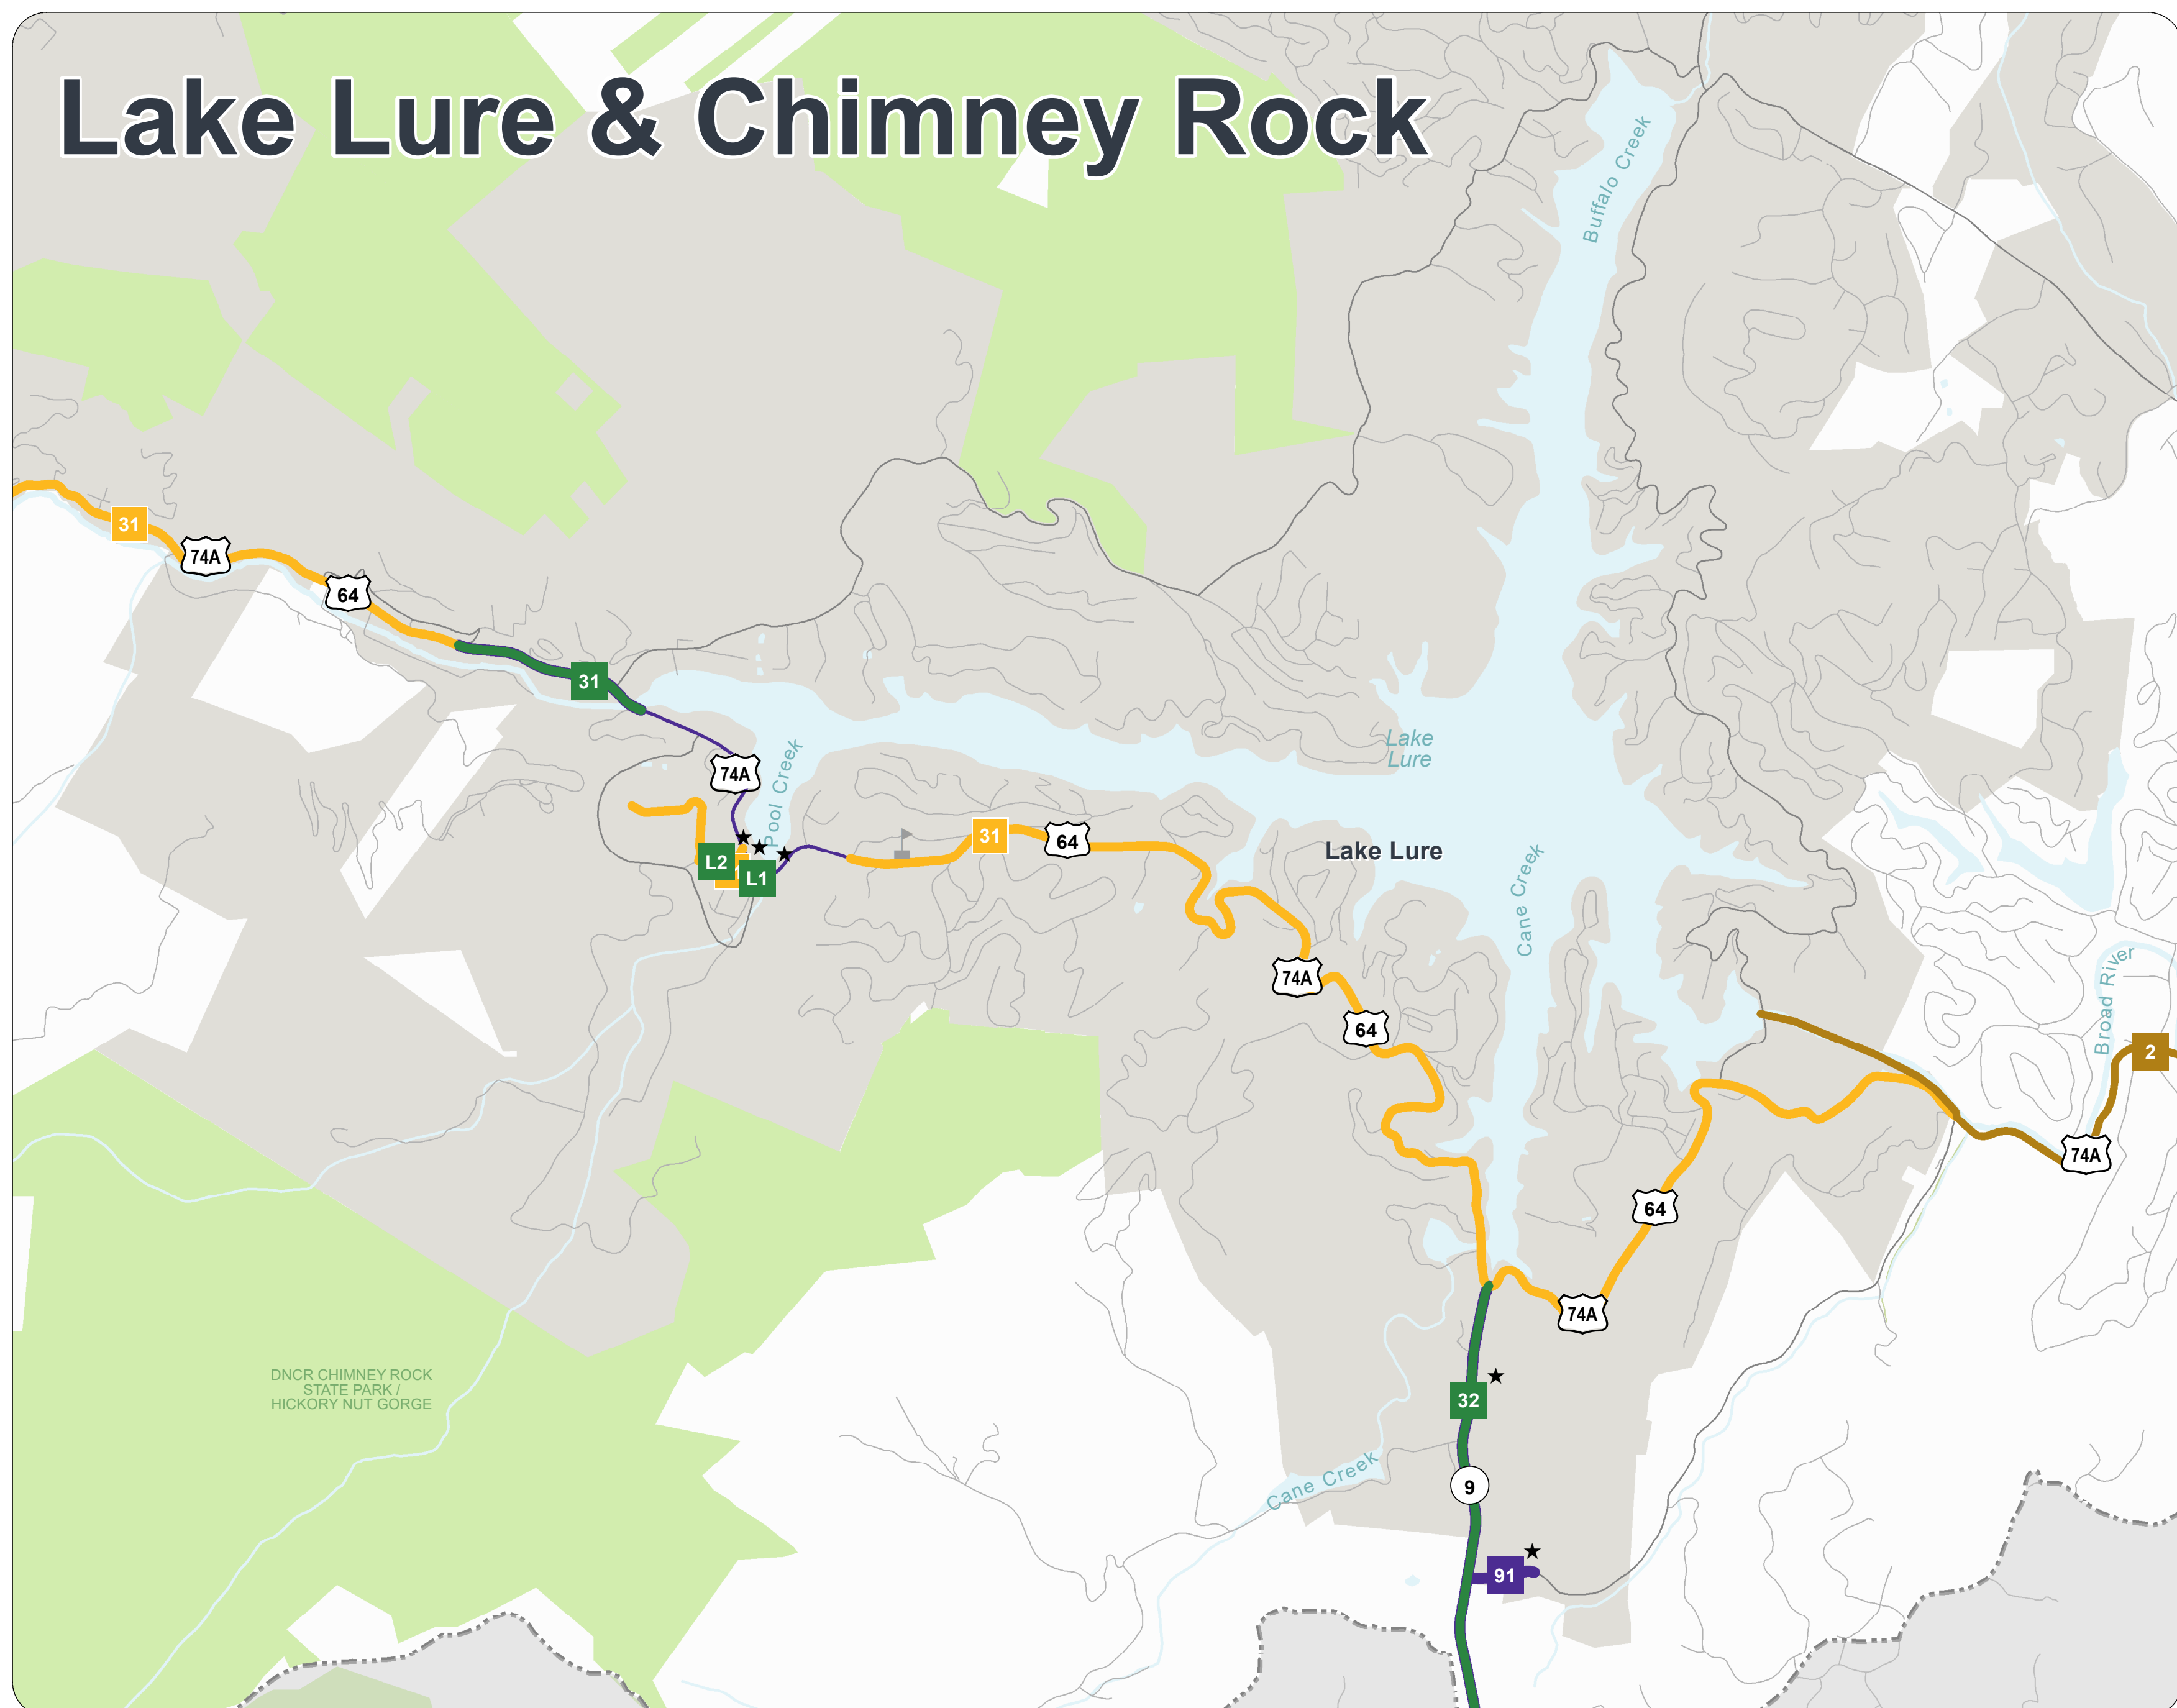 Lake Lure & Chimney Rock
Buffalo Creek
31
74A
64
31
74A
Pool Creek
Lake
Lure
31
64
Lake Lure
L2
L1
Cane Creek
74A
64
Broad River
2
74A
64
74A
DNCR CHIMNEY ROCK
STATE PARK /
HICKORY NUT GORGE
32
Cane Creek
9
91